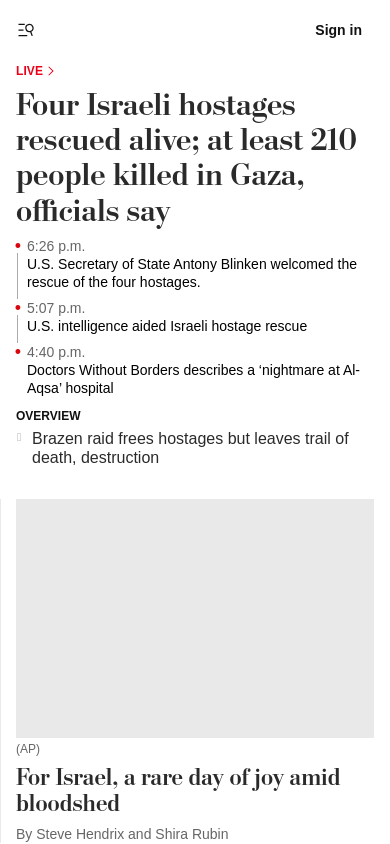 Sign in
LIVE
Four Israeli hostages
rescued alive; at least 210
people killed in Gaza,
officials say
6:26 p.m.
U.S. Secretary of State Antony Blinken welcomed the
rescue of the four hostages.
5:07 p.m.
U.S. intelligence aided Israeli hostage rescue
4:40 p.m.
Doctors Without Borders describes a ‘nightmare at Al-
Aqsa’ hospital
OVERVIEW
Brazen raid frees hostages but leaves trail of
death, destruction
(AP)
For Israel, a rare day of joy amid
bloodshed
By Steve Hendrix and Shira Rubin